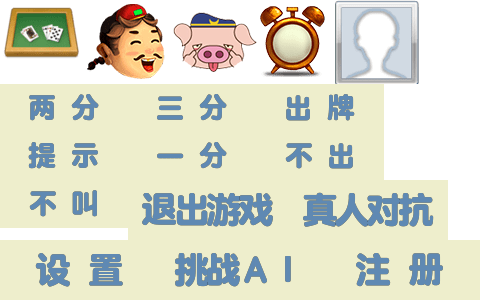 两分 三分 出牌
提示 一分 不出
不叫 退出游戏 真人对抗
设置 挑战AI 注册